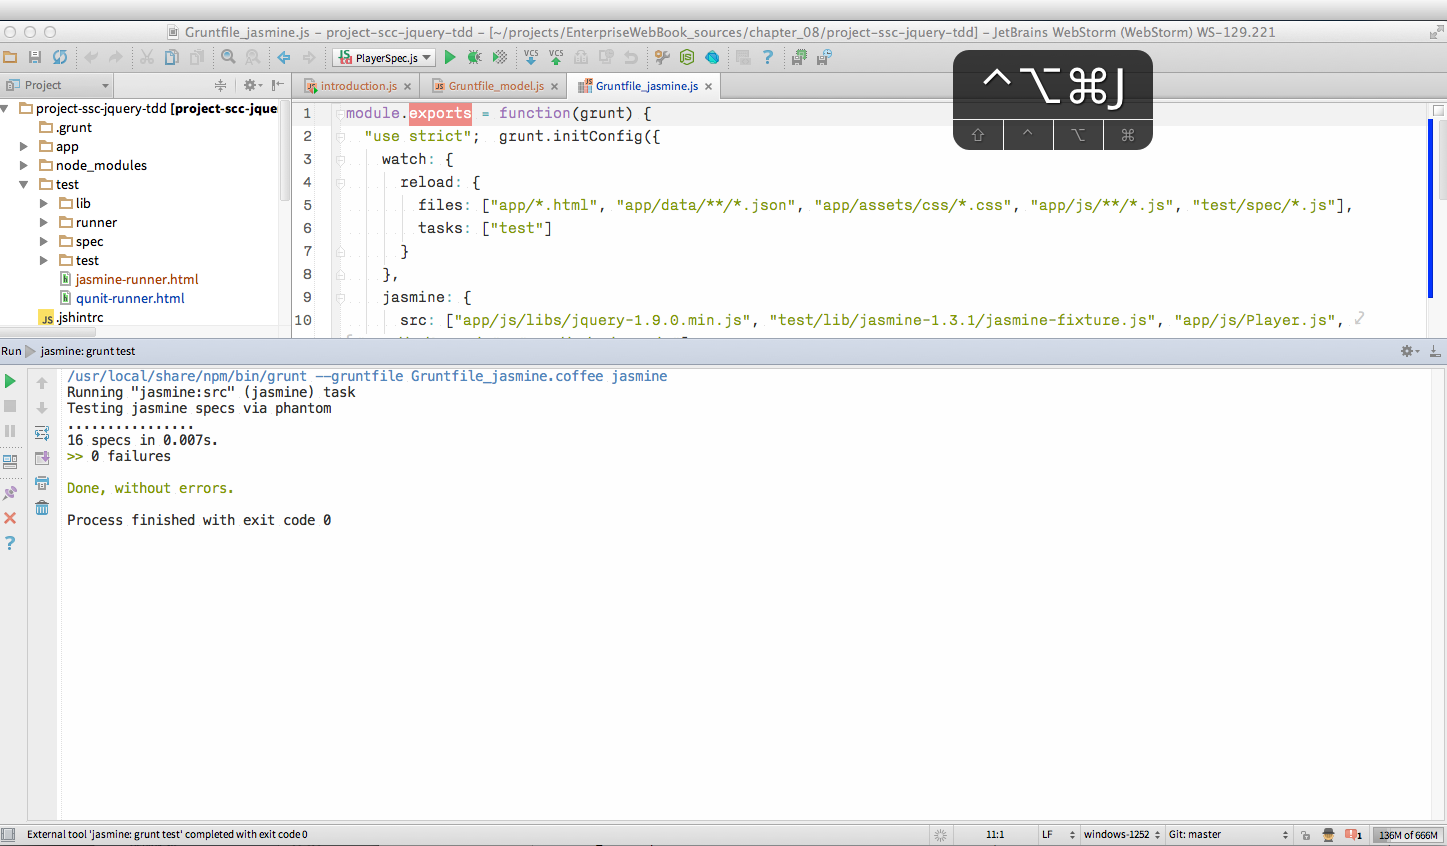 Gruntfile_jasmine.js – project-scc-jquery-tdd – [~/projects/EnterpriseWebBook_sources/chapter_08/project-ssc-jquery-tdd] – JetBrains WebStorm (WebStorm) WS-129.221
PlayerSpec.js
VCS
VCS
⌃⌥⌘J
⇧ ⌃ ⌥ ⌘
Project
introduction.js
Gruntfile_model.js
Gruntfile_jasmine.js
project-ssc-jquery-tdd [project-scc-jque
.grunt
app
node_modules
test
lib
runner
spec
test
jasmine-runner.html
qunit-runner.html
.jshintrc
1 module.exports = function(grunt) {
2 "use strict";  grunt.initConfig({
3 watch: {
4 reload: {
5 files: ["app/*.html", "app/data/**/*.json", "app/assets/css/*.css", "app/js/**/*.js", "test/spec/*.js"],
6 tasks: ["test"]
7 }
8 },
9 jasmine: {
10 src: ["app/js/libs/jquery-1.9.0.min.js", "test/lib/jasmine-1.3.1/jasmine-fixture.js", "app/js/Player.js",
Run jasmine: grunt test
/usr/local/share/npm/bin/grunt --gruntfile Gruntfile_jasmine.coffee jasmine
Running "jasmine:src" (jasmine) task
Testing jasmine specs via phantom
................
16 specs in 0.007s.
>> 0 failures
Done, without errors.
Process finished with exit code 0
External tool 'jasmine: grunt test' completed with exit code 0
11:1
LF
windows-1252
Git: master
1
136M of 666M